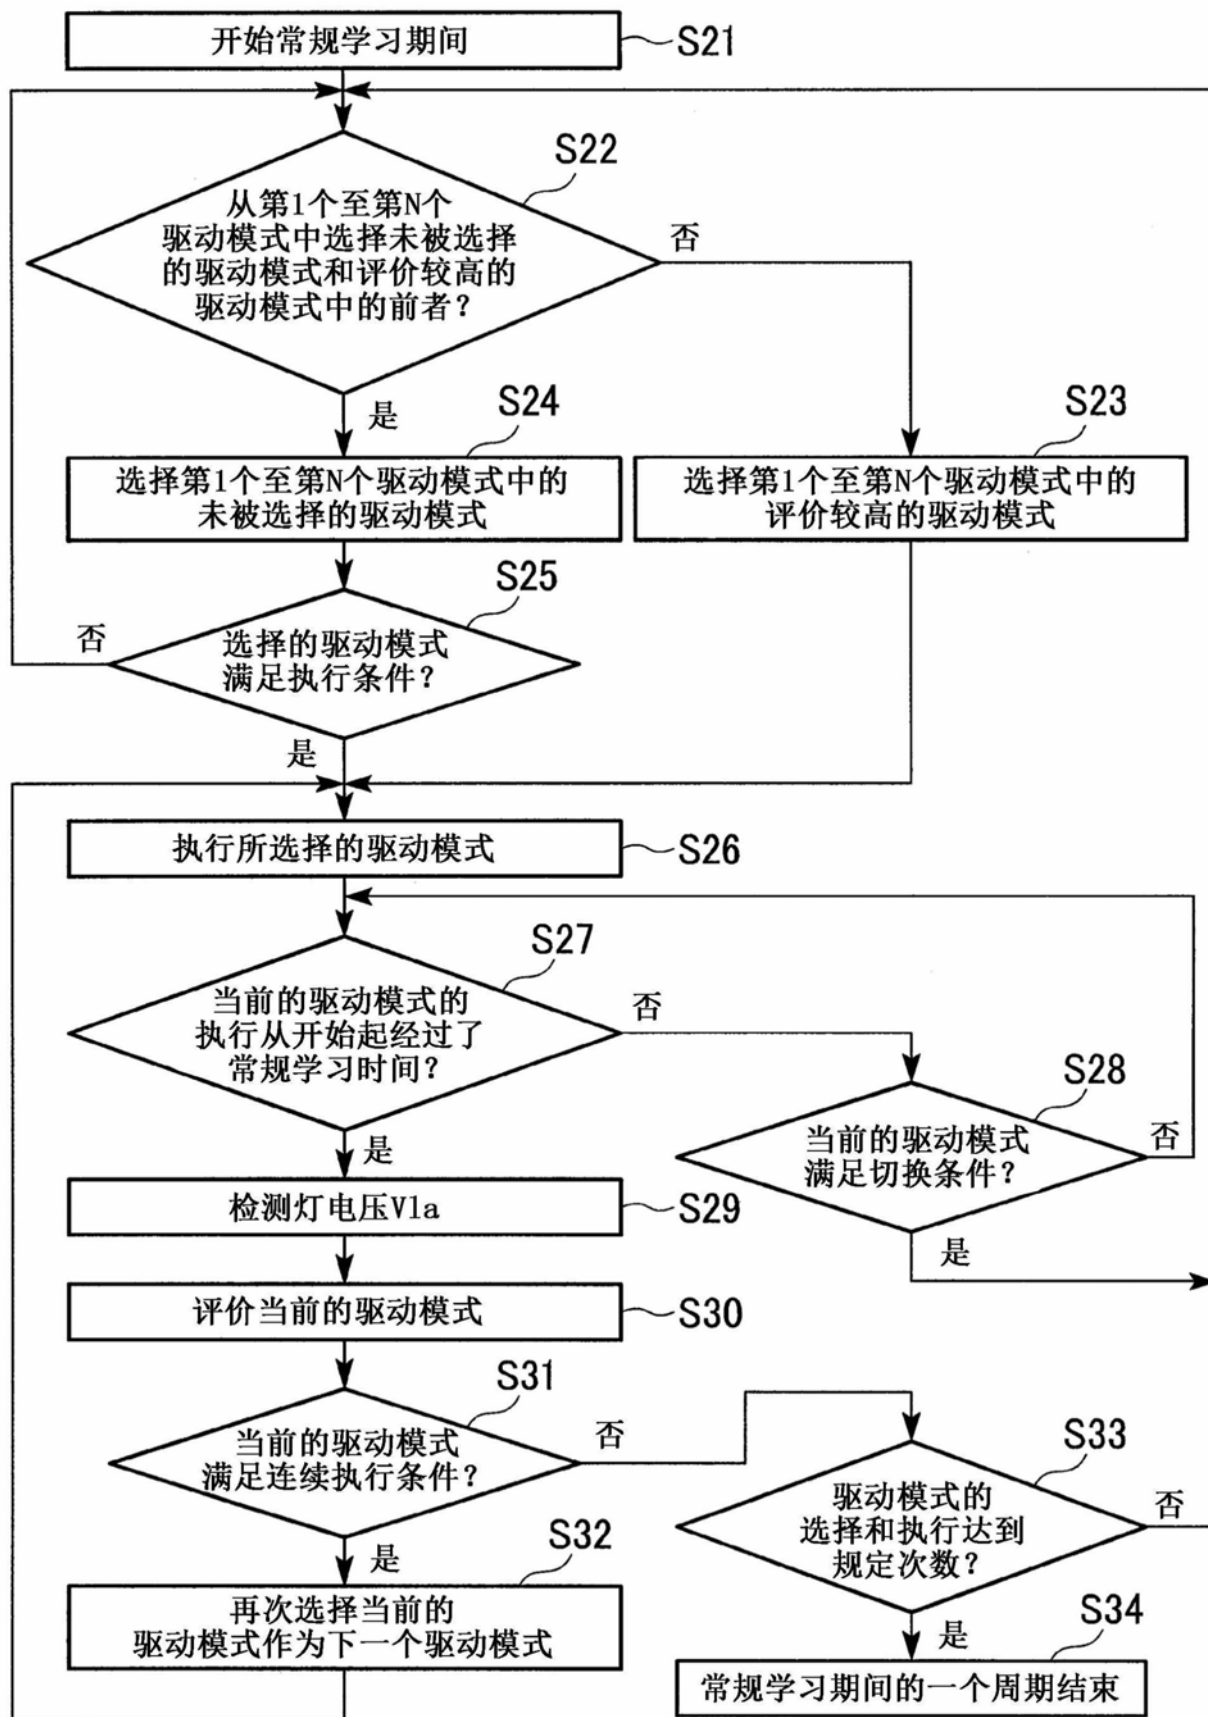 开始常规学习期间
S21
S22
从第1个至第N个
驱动模式中选择未被选择
的驱动模式和评价较高的
驱动模式中的前者？
否
是
S24
S23
选择第1个至第N个驱动模式中的
未被选择的驱动模式
选择第1个至第N个驱动模式中的
评价较高的驱动模式
S25
否
选择的驱动模式
满足执行条件？
是
执行所选择的驱动模式
S26
S27
当前的驱动模式的
执行从开始起经过了
常规学习时间？
否
是
S28
当前的驱动模式
满足切换条件？
否
是
检测灯电压Vla
S29
评价当前的驱动模式
S30
S31
当前的驱动模式
满足连续执行条件？
否
是
S33
驱动模式的
选择和执行达到
规定次数？
否
是
S32
再次选择当前的
驱动模式作为下一个驱动模式
S34
常规学习期间的一个周期结束